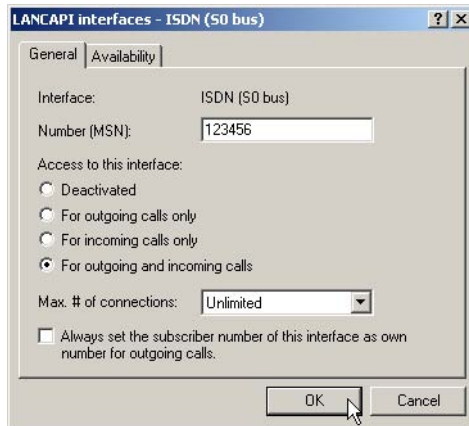 LANCAPI interfaces - ISDN (S0 bus)
General Availability
Interface: ISDN (S0 bus)
Number (MSN): 123456
Access to this interface:
Deactivated
For outgoing calls only
For incoming calls only
For outgoing and incoming calls
Max. # of connections: Unlimited
Always set the subscriber number of this interface as own
number for outgoing calls.
OK Cancel